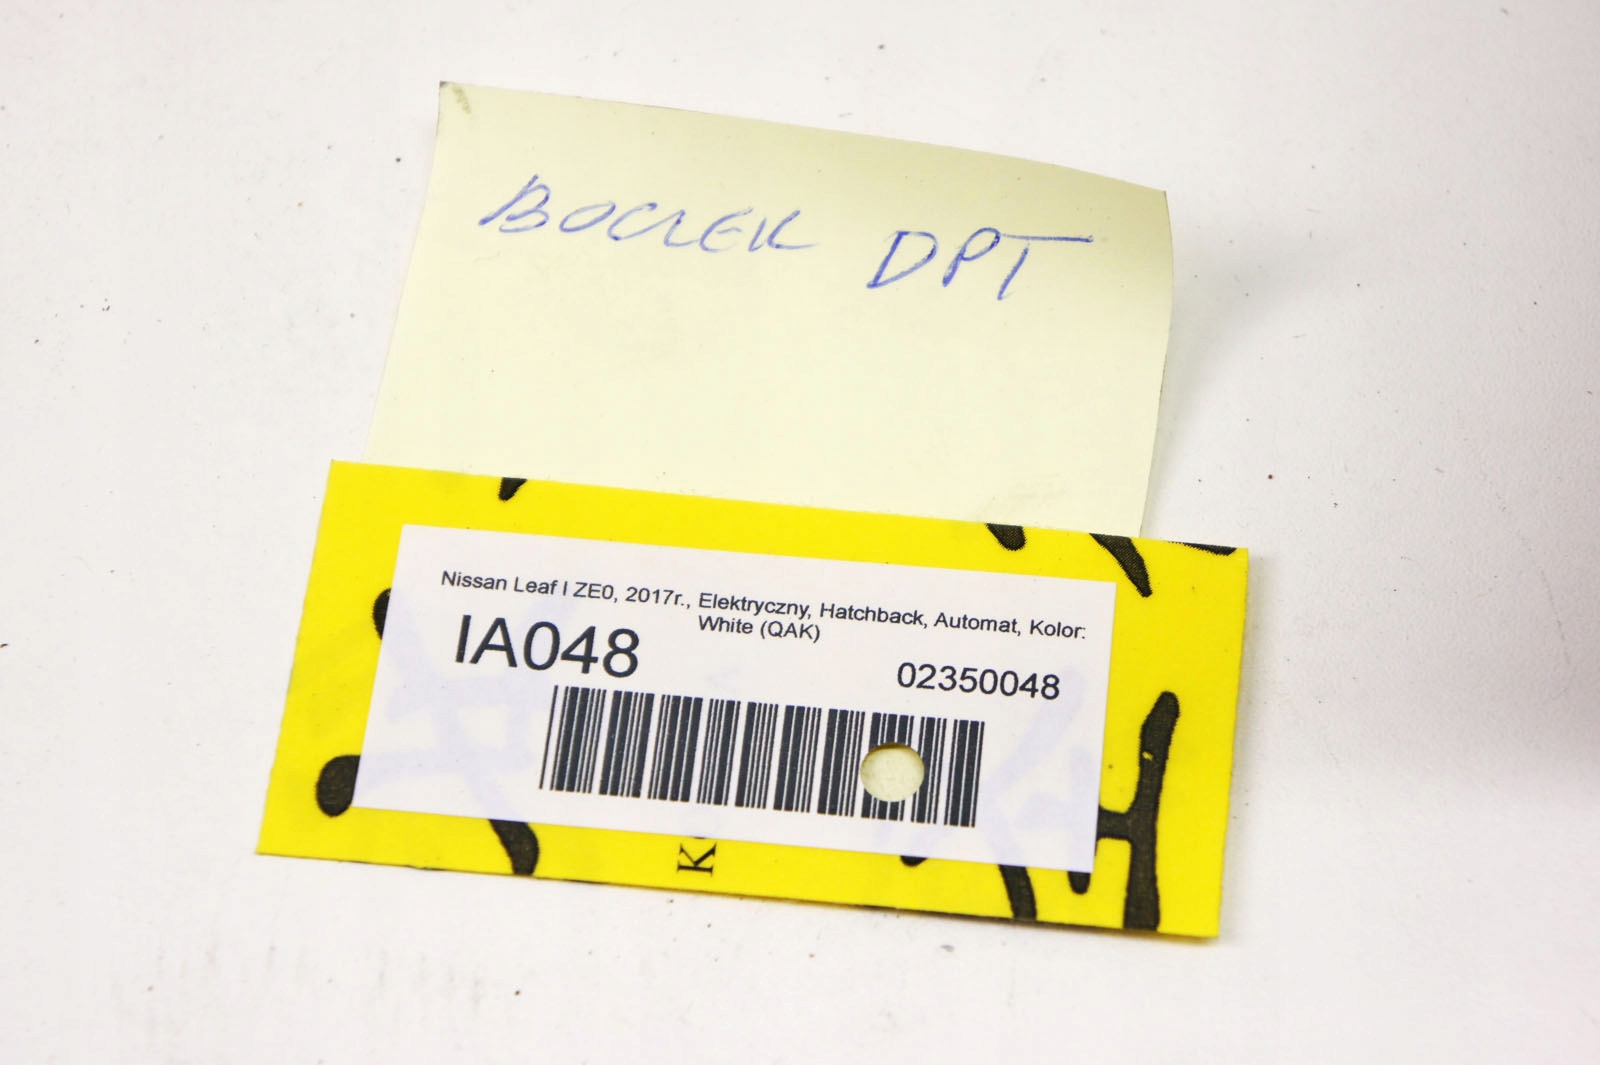 BOCZEK DPT
Nissan Leaf I ZE0, 2017r., Elektryczny, Hatchback, Automat, Kolor:
White (QAK)
IA048
02350048
K